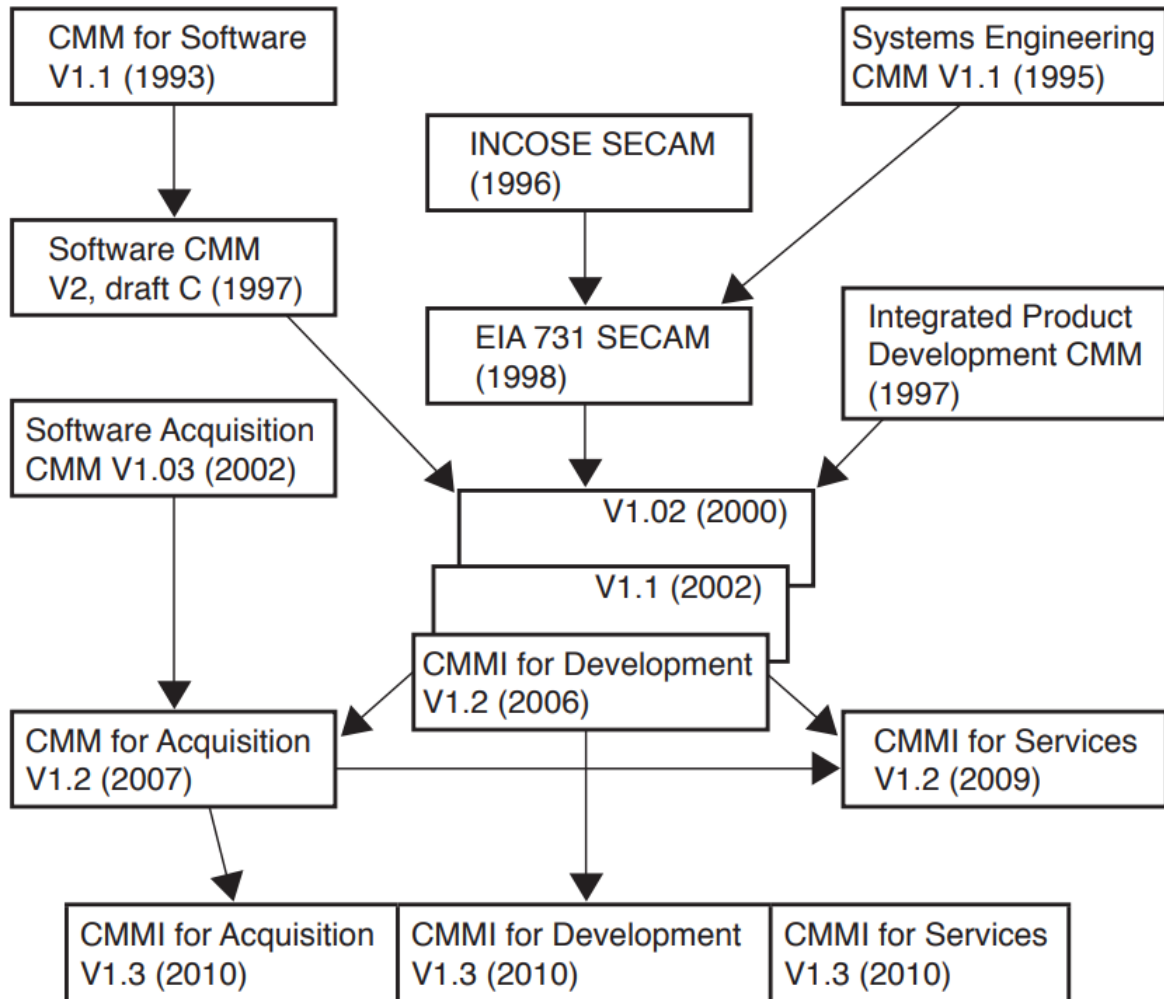 CMM for Software
V1.1 (1993)
Systems Engineering
CMM V1.1 (1995)
INCOSE SECAM
(1996)
Software CMM
V2, draft C (1997)
EIA 731 SECAM
(1998)
Integrated Product
Development CMM
(1997)
Software Acquisition
CMM V1.03 (2002)
V1.02 (2000)
V1.1 (2002)
CMMI for Development
V1.2 (2006)
CMM for Acquisition
V1.2 (2007)
CMMI for Services
V1.2 (2009)
CMMI for Acquisition
V1.3 (2010)
CMMI for Development
V1.3 (2010)
CMMI for Services
V1.3 (2010)